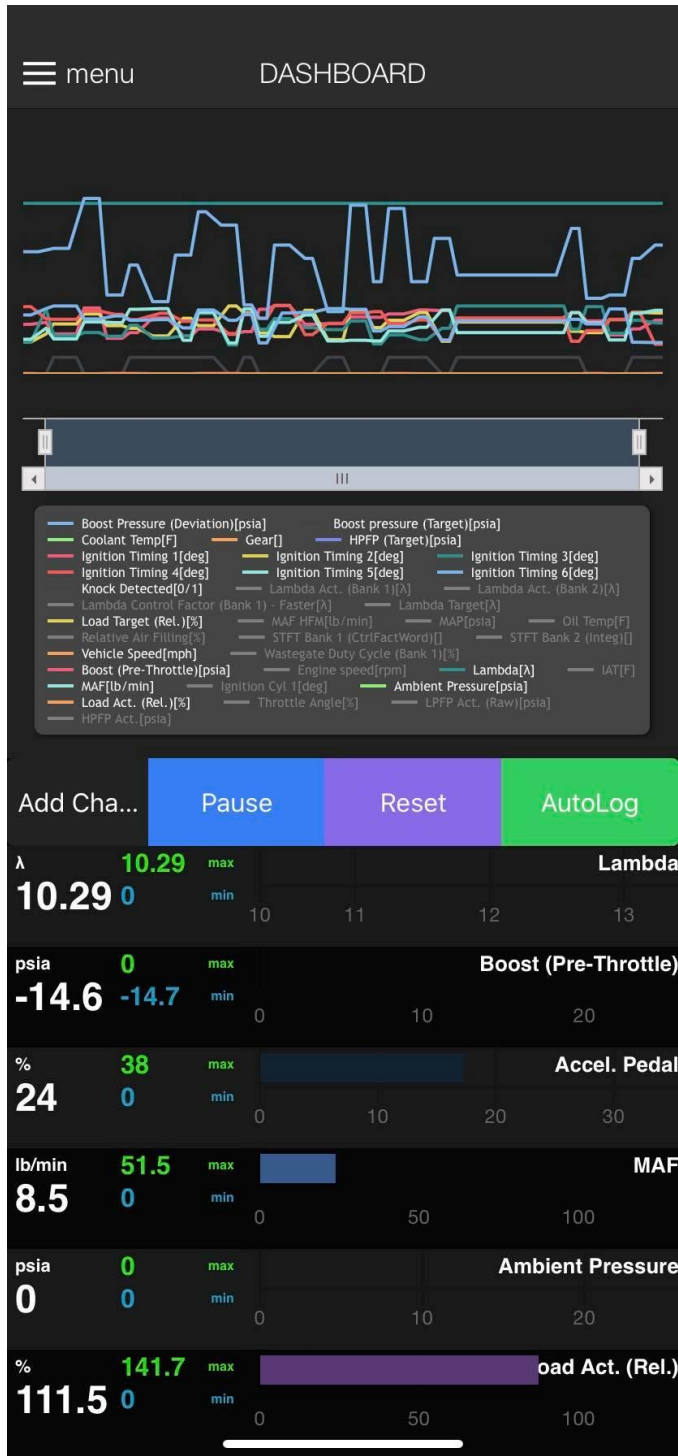 menu DASHBOARD
Boost Pressure (Deviation)[psia] Boost pressure (Target)[psia]
Coolant Temp[F] Gear[] HPFP (Target)[psia]
Ignition Timing 1[deg] Ignition Timing 2[deg] Ignition Timing 3[deg]
Ignition Timing 4[deg] Ignition Timing 5[deg] Ignition Timing 6[deg]
Knock Detected[0/1] Lambda Act. (Bank 1)[λ] Lambda Act. (Bank 2)[λ]
Lambda Control Factor (Bank 1) - Faster[λ] Lambda Target[λ]
Load Target (Rel.)[%] MAF HFM[lb/min] MAP[psia] Oil Temp[F]
Relative Air Filling[%] STFT Bank 1 (CtrlFactWord)[] STFT Bank 2 (Integ)[]
Vehicle Speed[mph] Wastegate Duty Cycle (Bank 1)[%]
Boost (Pre-Throttle)[psia] Engine speed[rpm] Lambda[λ] IAT[F]
MAF[lb/min] Ignition Cyl 1[deg] Ambient Pressure[psia]
Load Act. (Rel.)[%] Throttle Angle[%] LPFP Act. (Raw)[psia]
HPFP Act.[psia]
Add Cha... Pause Reset AutoLog
λ 10.29 max Lambda
10.29 0 min
10 11 12 13
psia 0 max Boost (Pre-Throttle)
-14.6 -14.7 min
0 10 20
% 38 max Accel. Pedal
24 0 min
0 10 20 30
lb/min 51.5 max MAF
8.5 0 min
0 50 100
psia 0 max Ambient Pressure
0 0 min
0 10 20
% 141.7 max oad Act. (Rel.)
111.5 0 min
0 50 100